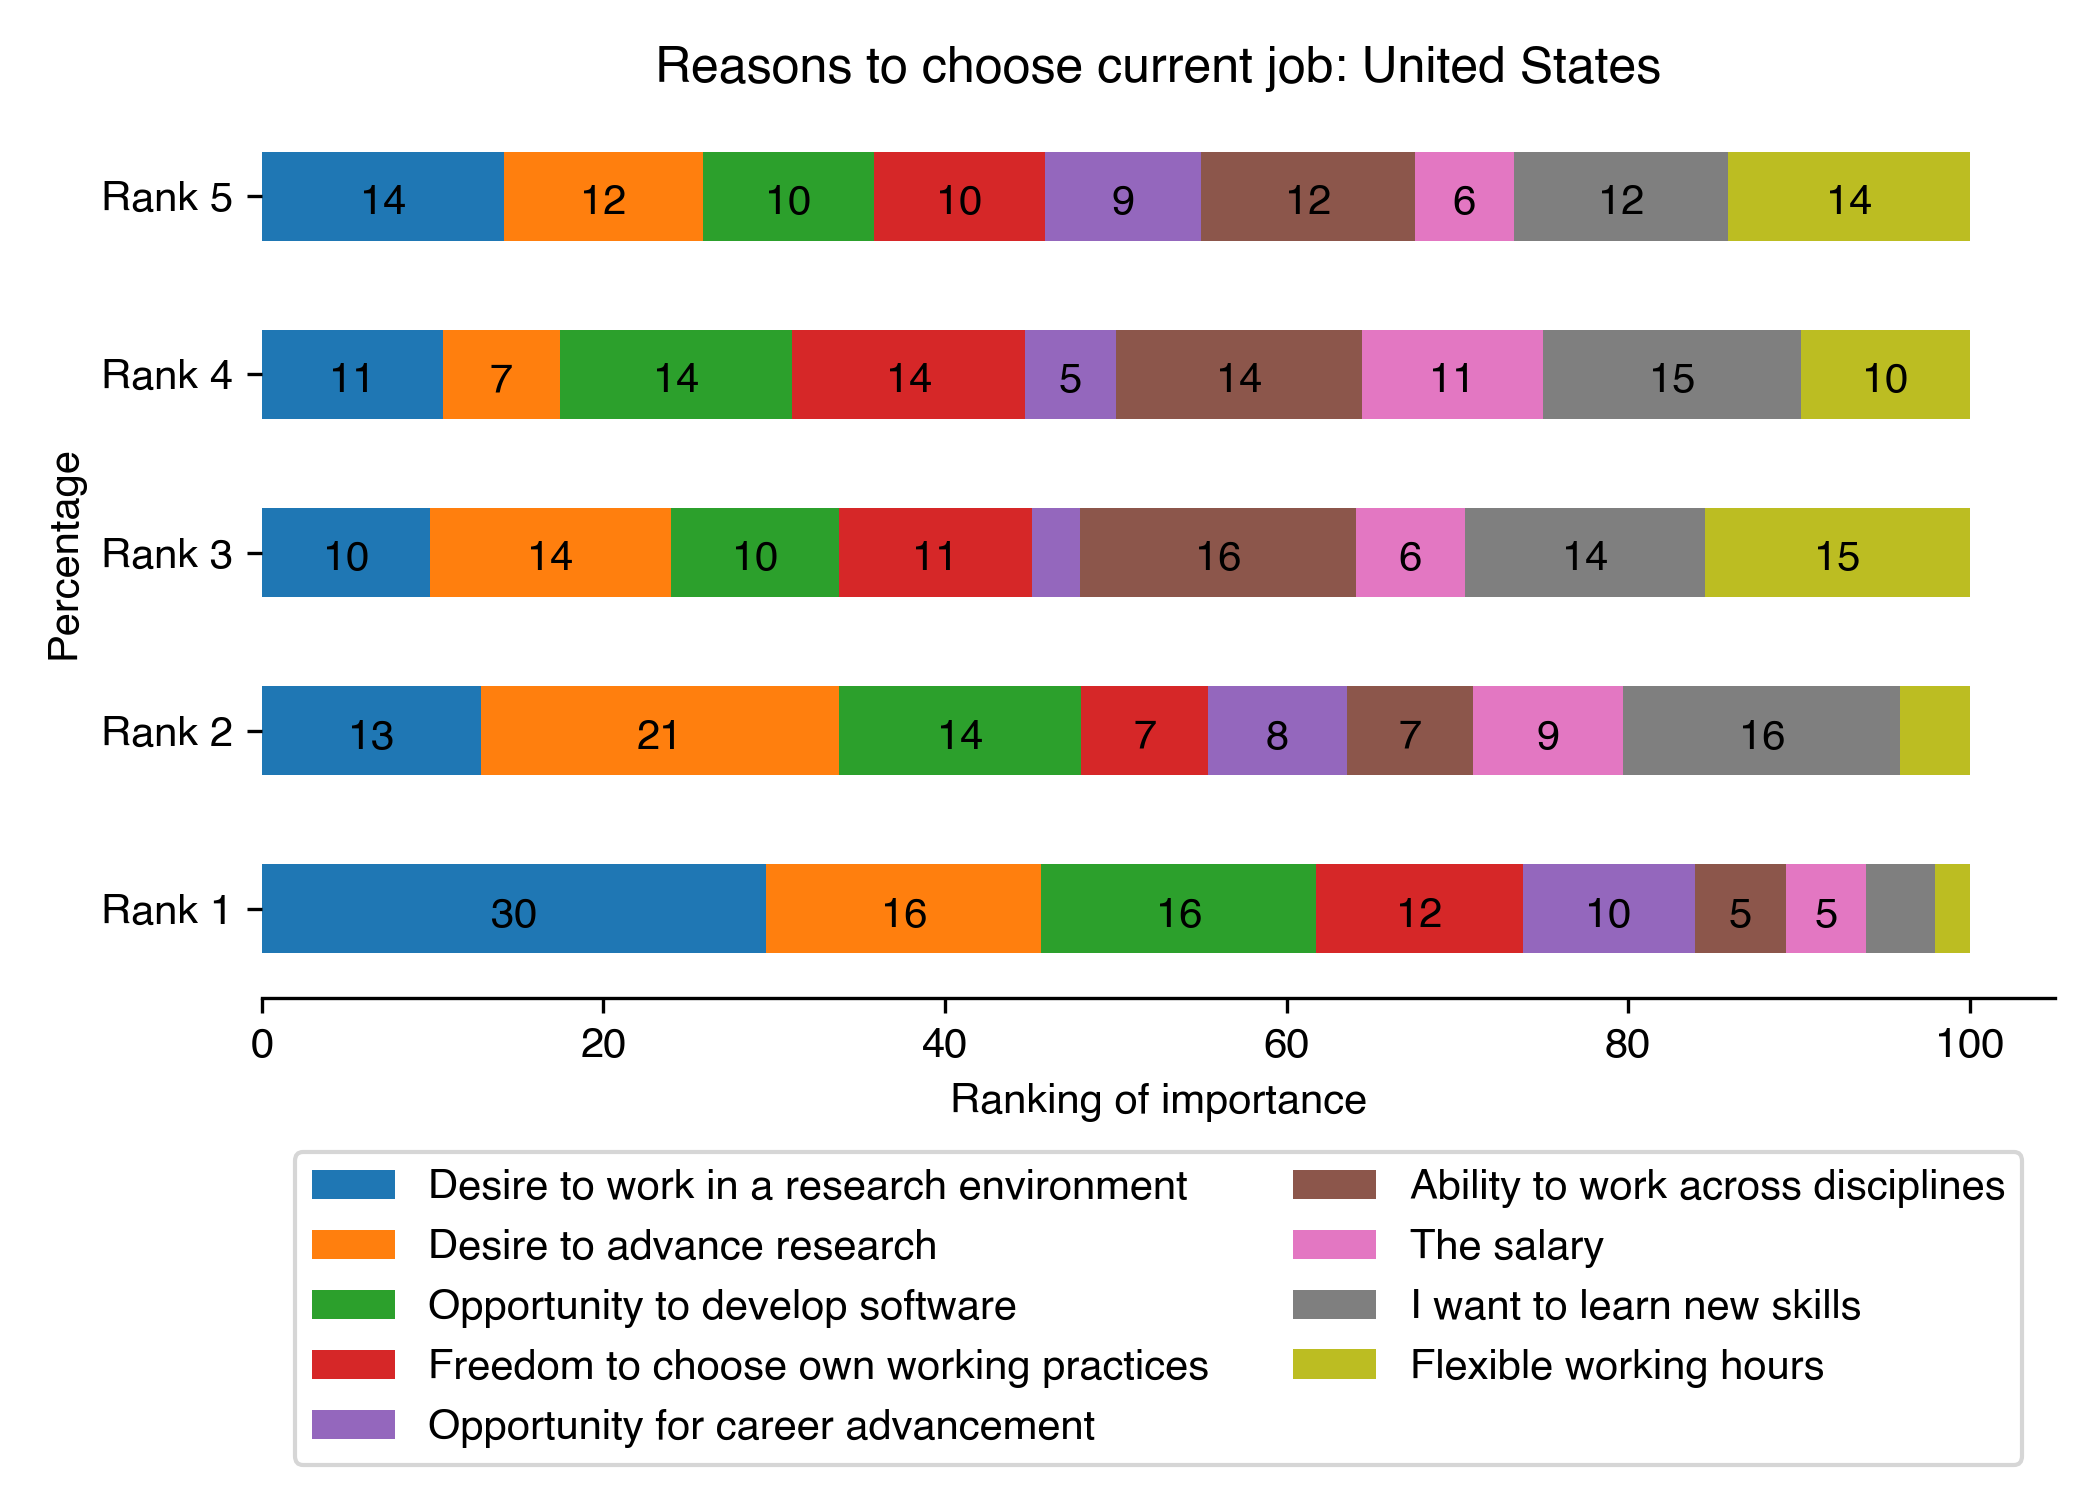 Reasons to choose current job: United States
Rank 5 14 12 10 10 9 12 6 12 14
Rank 4 11 7 14 14 5 14 11 15 10
Percentage
Rank 3 10 14 10 11 16 6 14 15
Rank 2 13 21 14 7 8 7 9 16
Rank 1 30 16 16 12 10 5 5
0 20 40 60 80 100
Ranking of importance
Desire to work in a research environment
Desire to advance research
Opportunity to develop software
Freedom to choose own working practices
Opportunity for career advancement
Ability to work across disciplines
The salary
I want to learn new skills
Flexible working hours